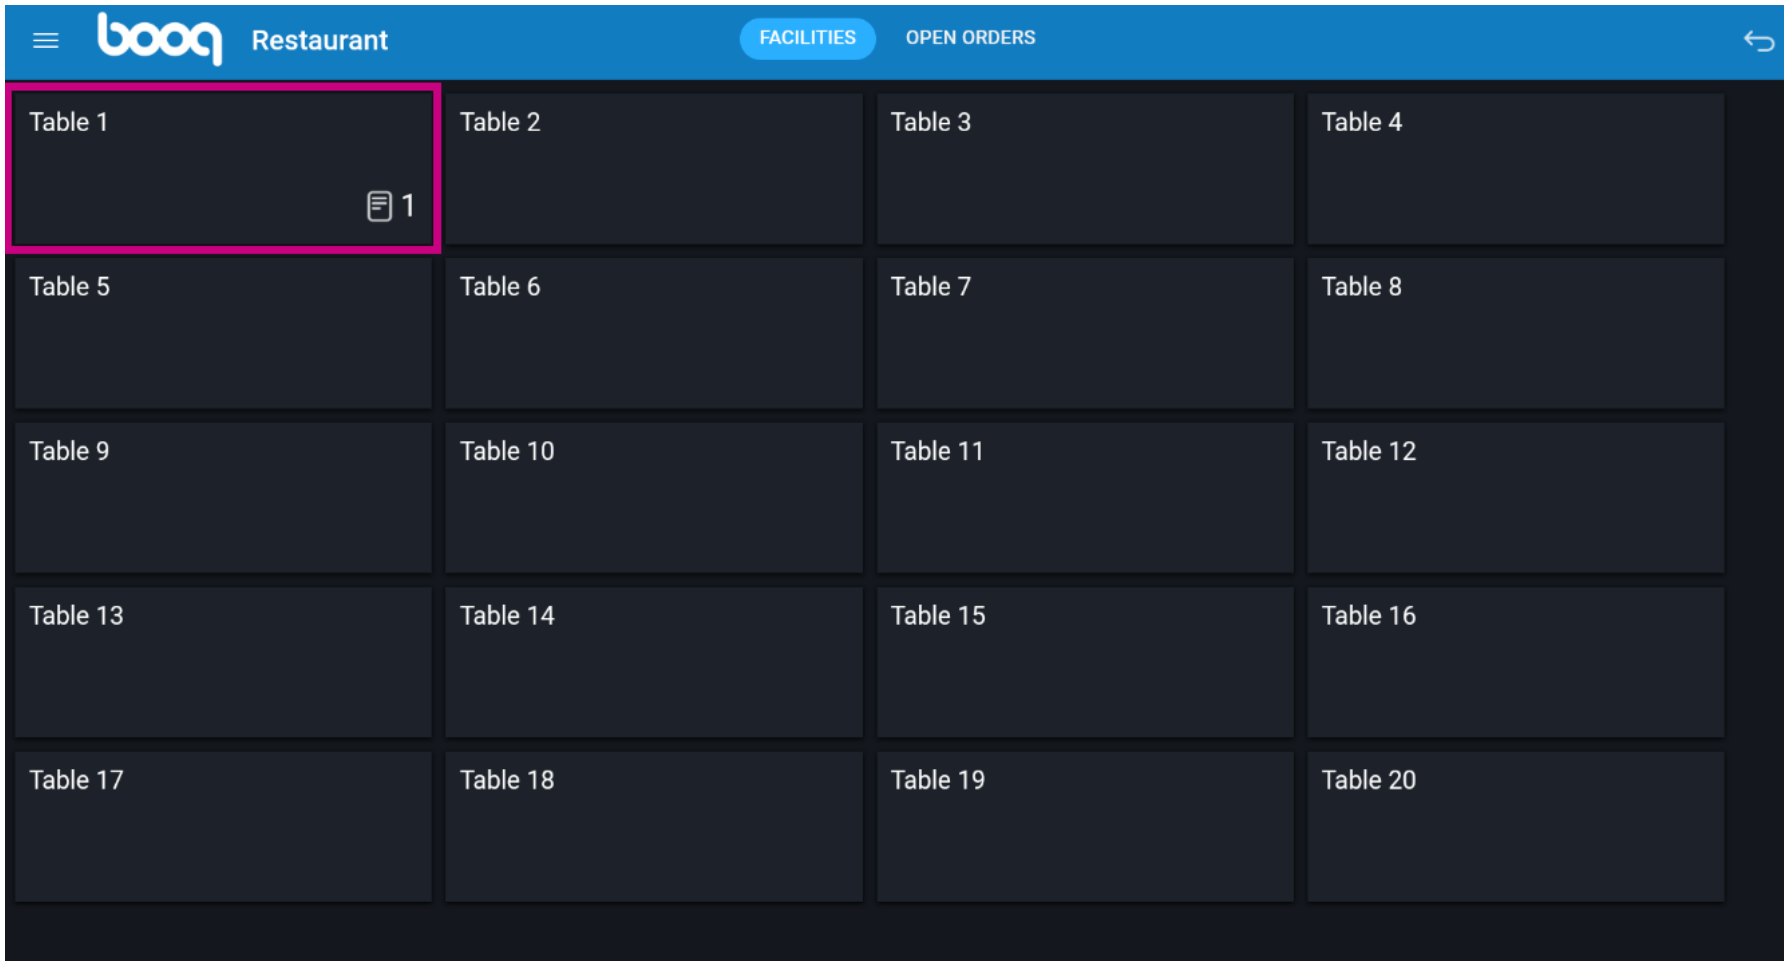 booq Restaurant FACILITIES OPEN ORDERS
Table 1 Table 2 Table 3 Table 4
1
Table 5 Table 6 Table 7 Table 8
Table 9 Table 10 Table 11 Table 12
Table 13 Table 14 Table 15 Table 16
Table 17 Table 18 Table 19 Table 20